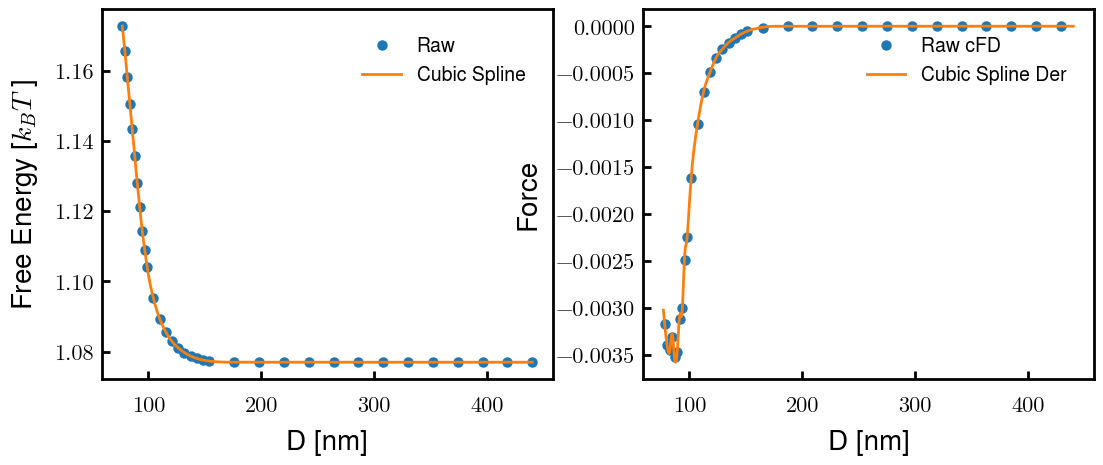 Free Energy [k_B T]
1.16
1.14
1.12
1.10
1.08
100
200
300
400
D [nm]
Raw
Cubic Spline
Force
0.0000
−0.0005
−0.0010
−0.0015
−0.0020
−0.0025
−0.0030
−0.0035
100
200
300
400
D [nm]
Raw cFD
Cubic Spline Der